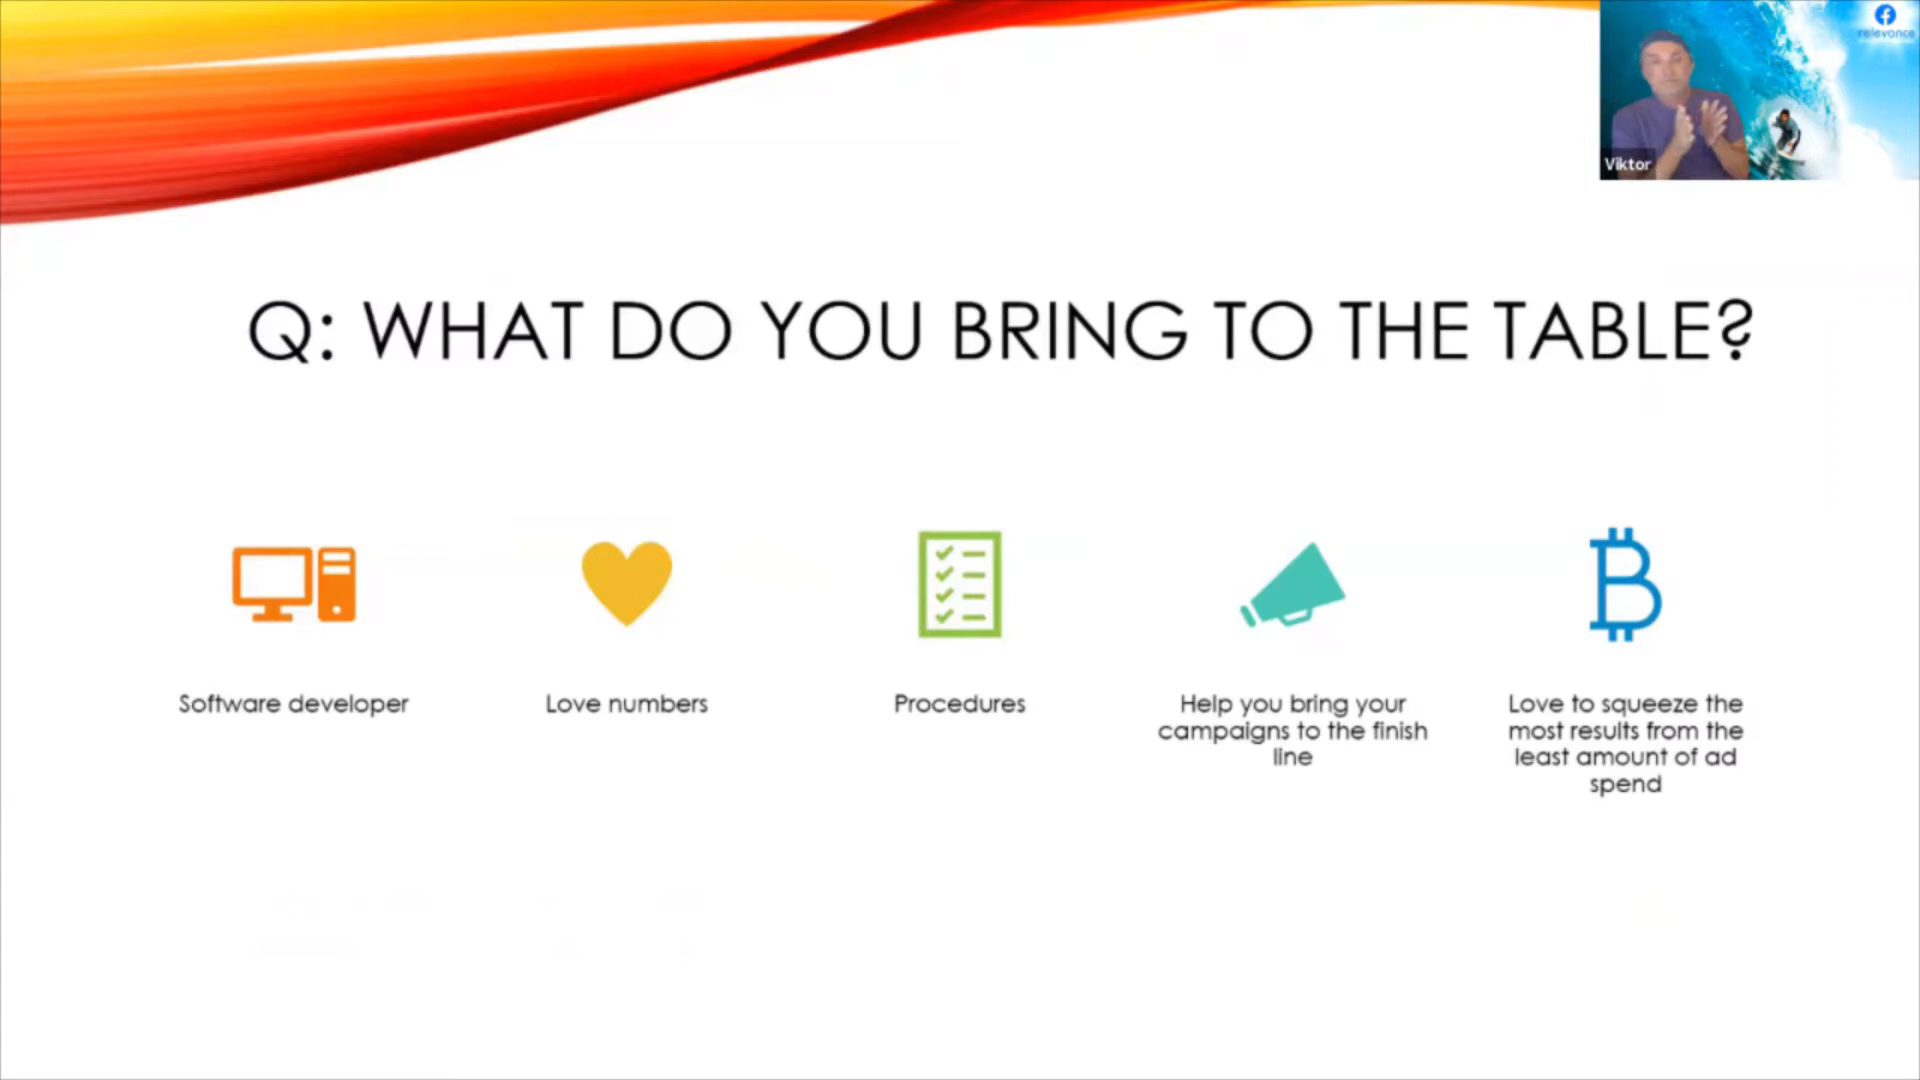 relevance
Viktor
Q: WHAT DO YOU BRING TO THE TABLE?
Software developer
Love numbers
Procedures
Help you bring your
campaigns to the finish
line
Love to squeeze the
most results from the
least amount of ad
spend